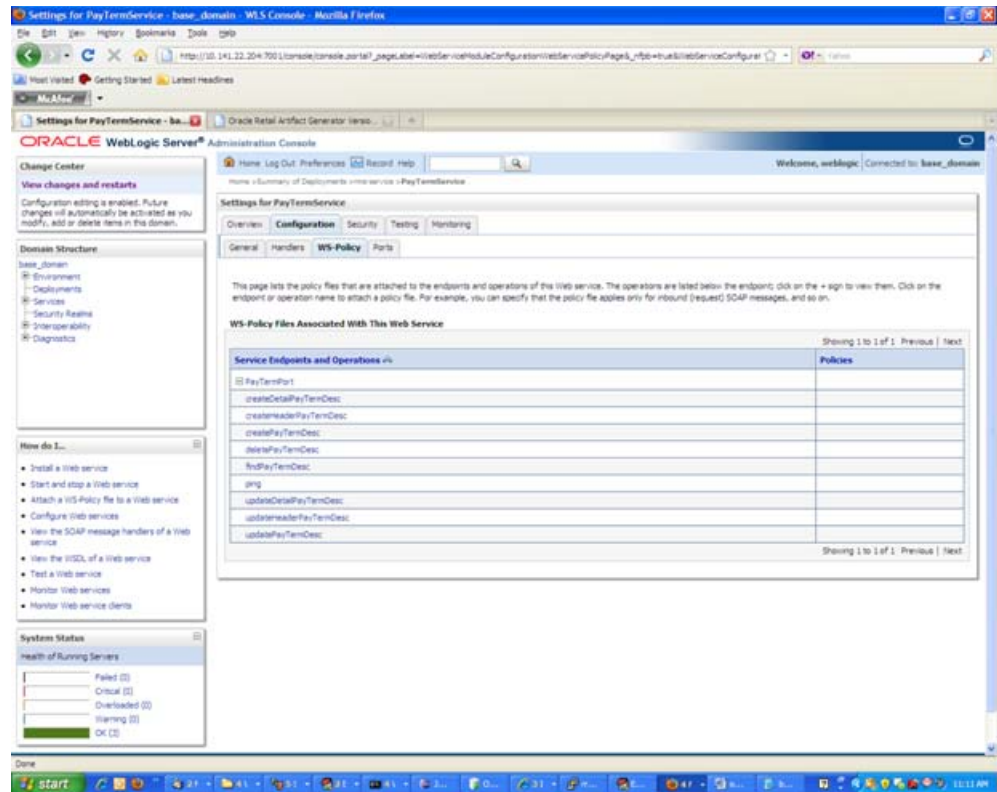 Settings for PayTermService - base_domain - WLS Console - Mozilla Firefox
File Edit View History Bookmarks Tools Help
Most Visited Getting Started Latest Headlines
McAfee
Settings for PayTermService - ba...
Oracle Retail Artifact Generator Versio...
ORACLE WebLogic Server® Administration Console
Change Center
View changes and restarts
Configuration editing is enabled. Future
changes will automatically be activated as you
modify, add or delete items in this domain.
Domain Structure
base_domain
Environment
Deployments
Services
Security Realms
Interoperability
Diagnostics
How do I...
Install a Web service
Start and stop a Web service
Attach a WS-Policy file to a Web service
Configure Web services
View the SOAP message handlers of a Web
service
View the WSDL of a Web service
Test a Web service
Monitor Web services
Monitor Web service clients
System Status
Health of Running Servers
Failed (0)
Critical (0)
Overloaded (0)
Warning (0)
OK (3)
Home Log Out Preferences Record Help
Welcome, weblogic Connected to: base_domain
Home >Summary of Deployments > >PayTermService
Settings for PayTermService
Overview Configuration Security Testing Monitoring
General Handlers WS-Policy Ports
This page lists the policy files that are attached to the endpoints and operations of this Web service. The operations are listed below the endpoint; click on the + sign to view them. Click on the
endpoint or operation name to attach a policy file. For example, you can specify that the policy file applies only for inbound (request) SOAP messages, and so on.
WS-Policy Files Associated With This Web Service
Showing 1 to 1 of 1 Previous | Next
Service Endpoints and Operations Policies
PayTermPort
createDetailPayTermDesc
createHeaderPayTermDesc
createPayTermDesc
deletePayTermDesc
findPayTermDesc
ping
updateDetailPayTermDesc
updateHeaderPayTermDesc
updatePayTermDesc
Showing 1 to 1 of 1 Previous | Next
Done
start
11:11 AM